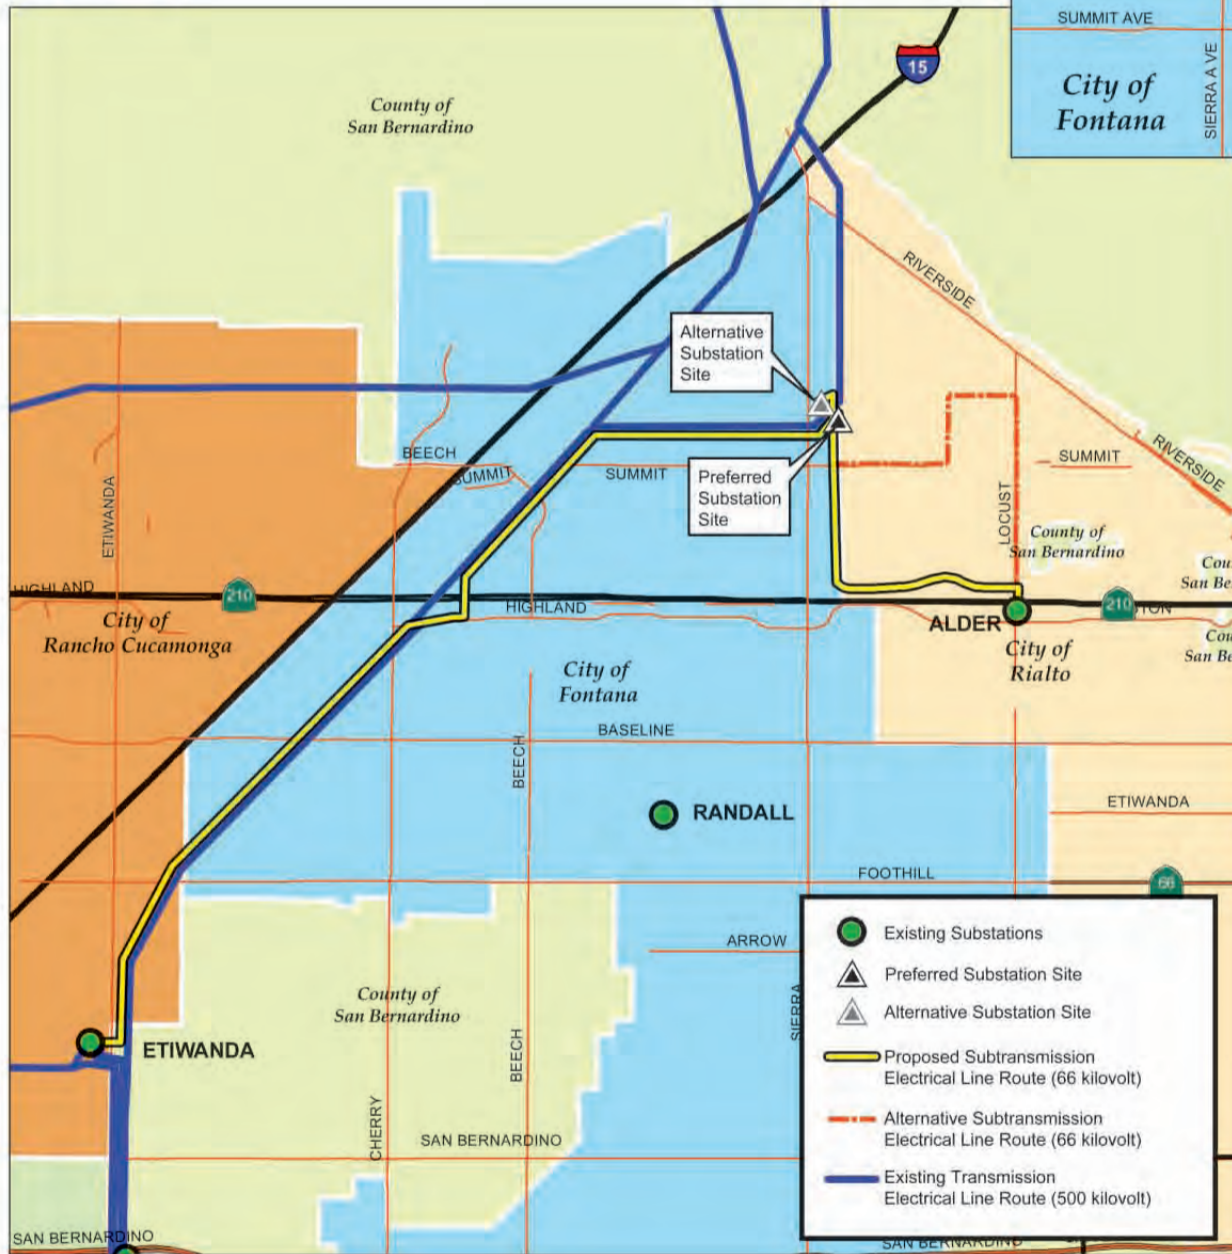 SUMMIT AVE
SIERRA A VE
City of
Fontana
15
County of
San Bernardino
RIVERSIDE
Alternative
Substation
Site
BEECH
SUMMIT
SUMMIT
SUMMIT
RIVERSIDE
Preferred
Substation
Site
ETIWANDA
LOCUST
County of
San Bernardino
HIGHLAND
210
HIGHLAND
210
ALDER
City of
Rancho Cucamonga
City of
Rialto
City of
Fontana
BASELINE
BEECH
RANDALL
ETIWANDA
FOOTHILL
66
ARROW
SIERRA
County of
San Bernardino
ETIWANDA
BEECH
CHERRY
SAN BERNARDINO
SAN BERNARDINO
SAN BERNARDINO
Existing Substations
Preferred Substation Site
Alternative Substation Site
Proposed Subtransmission
Electrical Line Route (66 kilovolt)
Alternative Subtransmission
Electrical Line Route (66 kilovolt)
Existing Transmission
Electrical Line Route (500 kilovolt)